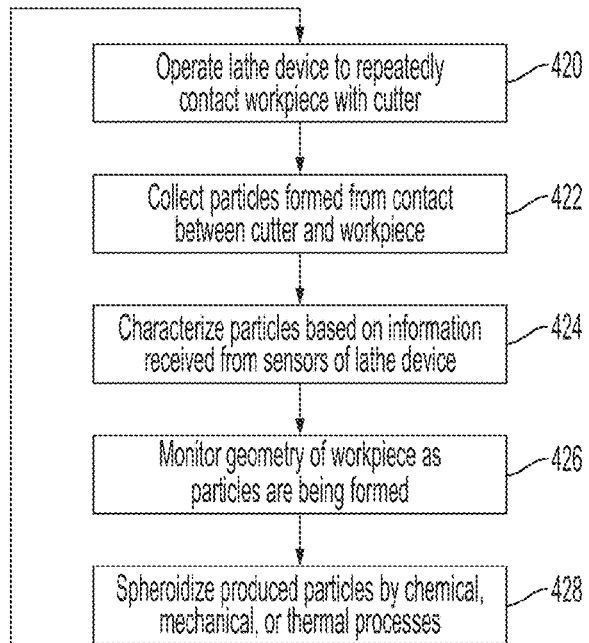 Operate lathe device to repeatedly
contact workpiece with cutter
420
Collect particles formed from contact
between cutter and workpiece
422
Characterize particles based on information
received from sensors of lathe device
424
Monitor geometry of workpiece as
particles are being formed
426
Spheroidize produced particles by chemical,
mechanical, or thermal processes
428